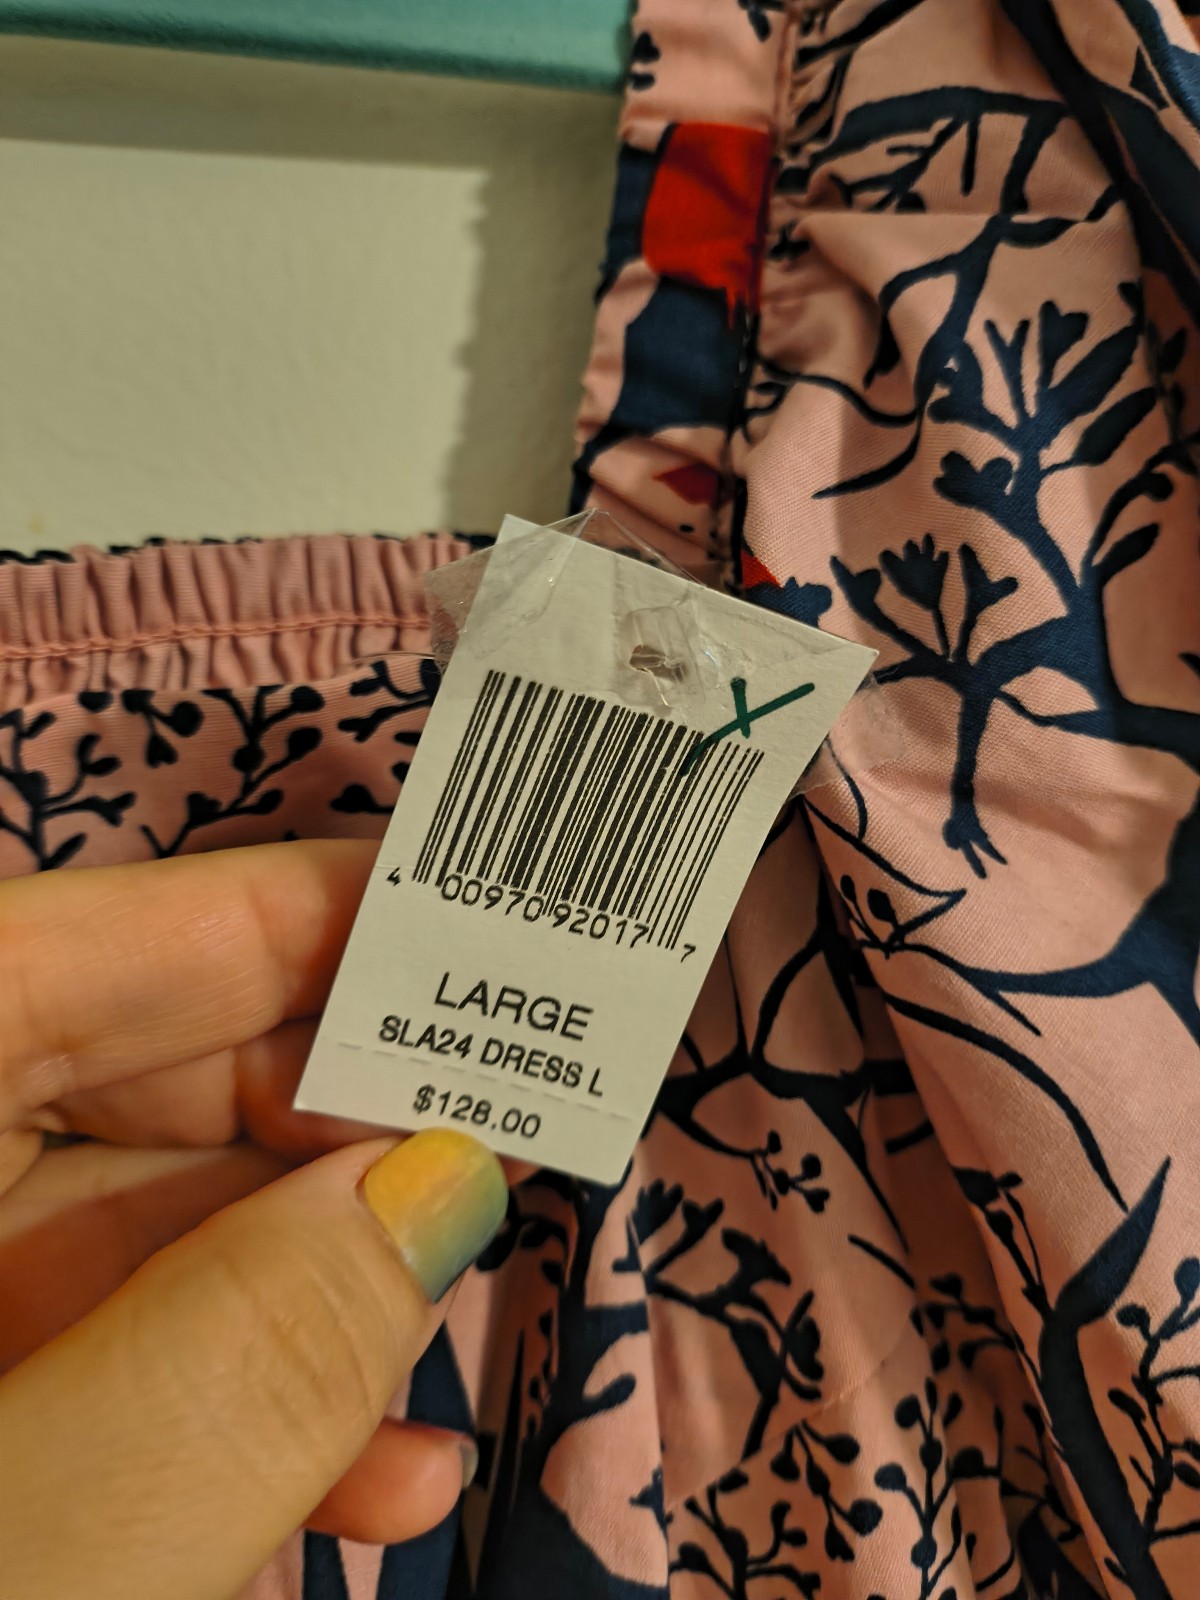 4 00970 92017 7
LARGE
SLA24 DRESS L
$128.00